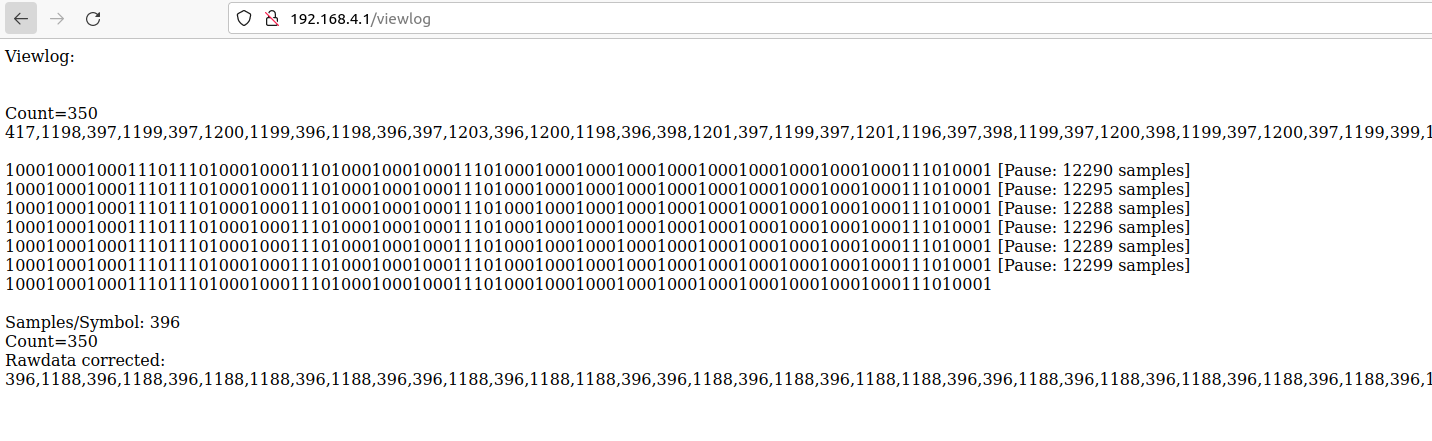 192.168.4.1/viewlog
Viewlog:
Count=350
417,1198,397,1199,397,1200,1199,396,1198,396,397,1203,396,1200,1198,396,398,1201,397,1199,397,1201,1196,397,398,1199,397,1200,398,1199,397,1200,397,1199,399,1
1000100010001110111010001000111010001000100011101000100010001000100010001000100010001000111010001 [Pause: 12290 samples]
1000100010001110111010001000111010001000100011101000100010001000100010001000100010001000111010001 [Pause: 12295 samples]
1000100010001110111010001000111010001000100011101000100010001000100010001000100010001000111010001 [Pause: 12288 samples]
1000100010001110111010001000111010001000100011101000100010001000100010001000100010001000111010001 [Pause: 12296 samples]
1000100010001110111010001000111010001000100011101000100010001000100010001000100010001000111010001 [Pause: 12289 samples]
1000100010001110111010001000111010001000100011101000100010001000100010001000100010001000111010001 [Pause: 12299 samples]
1000100010001110111010001000111010001000100011101000100010001000100010001000100010001000111010001
Samples/Symbol: 396
Count=350
Rawdata corrected:
396,1188,396,1188,396,1188,1188,396,1188,396,396,1188,396,1188,1188,396,396,1188,396,1188,396,1188,1188,396,396,1188,396,1188,396,1188,396,1188,396,1188,396,1